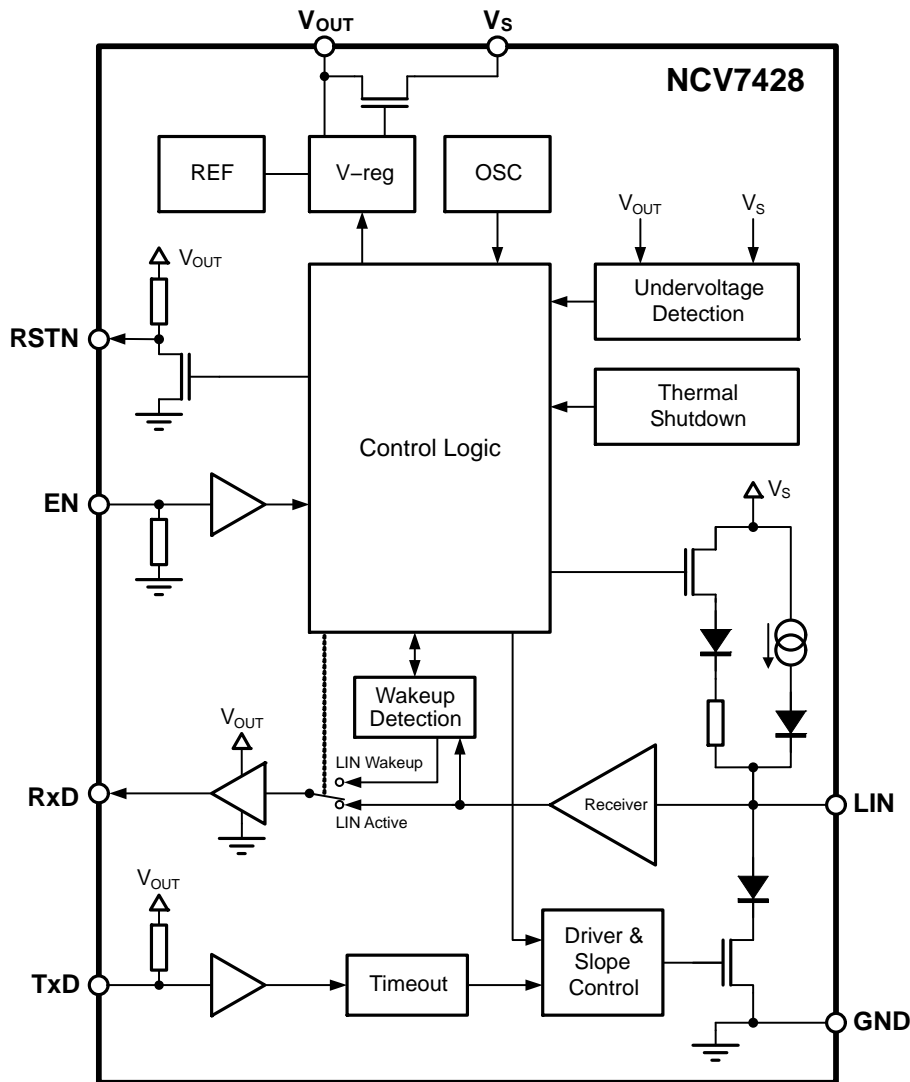 VOUT VS
NCV7428
REF V−reg OSC
VOUT VS
VOUT
Undervoltage
Detection
RSTN
Thermal
Shutdown
Control Logic
EN
VS
Wakeup
Detection
VOUT
LIN Wakeup
RxD
Receiver
LIN
LIN Active
VOUT
Driver &
Slope
Control
TxD
Timeout
GND